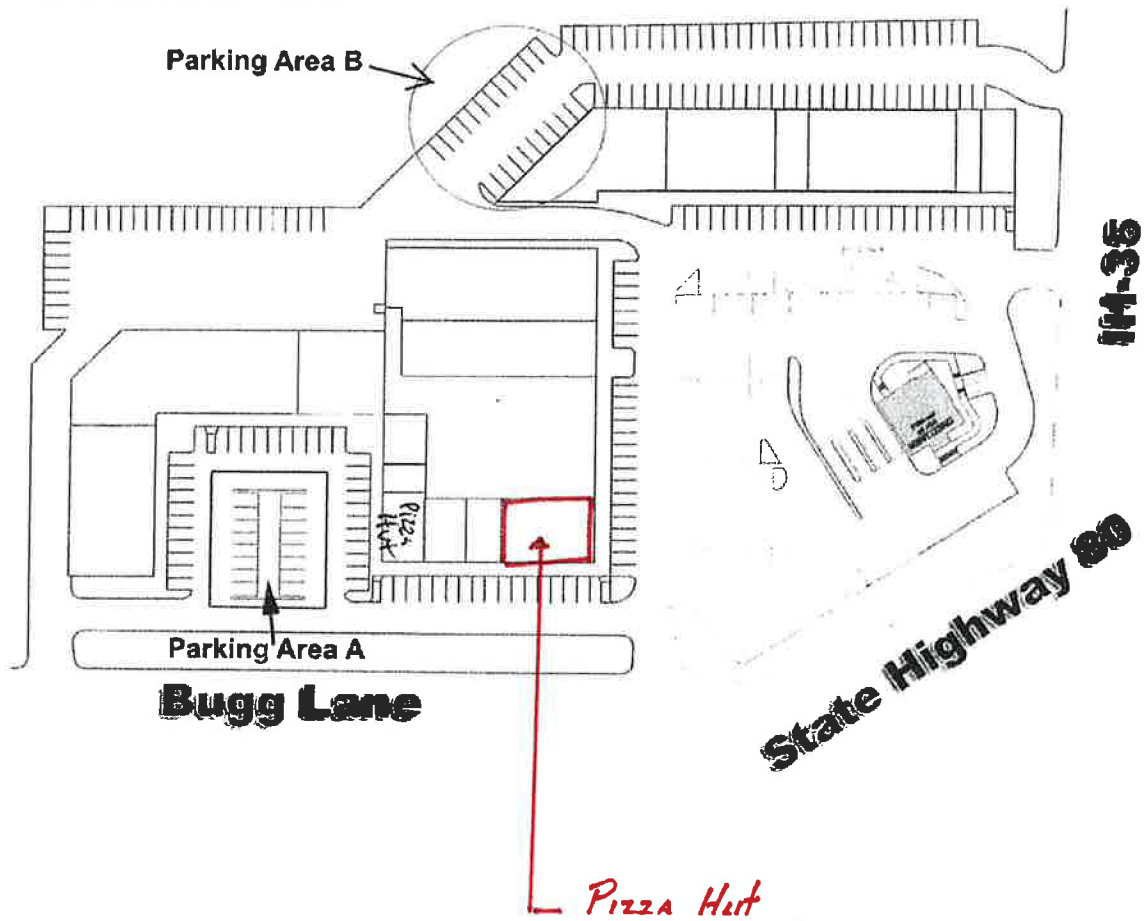 Parking Area B
IH-35
Pizza
Hut
Parking Area A
Bugg Lane
State Highway 80
Pizza Hut